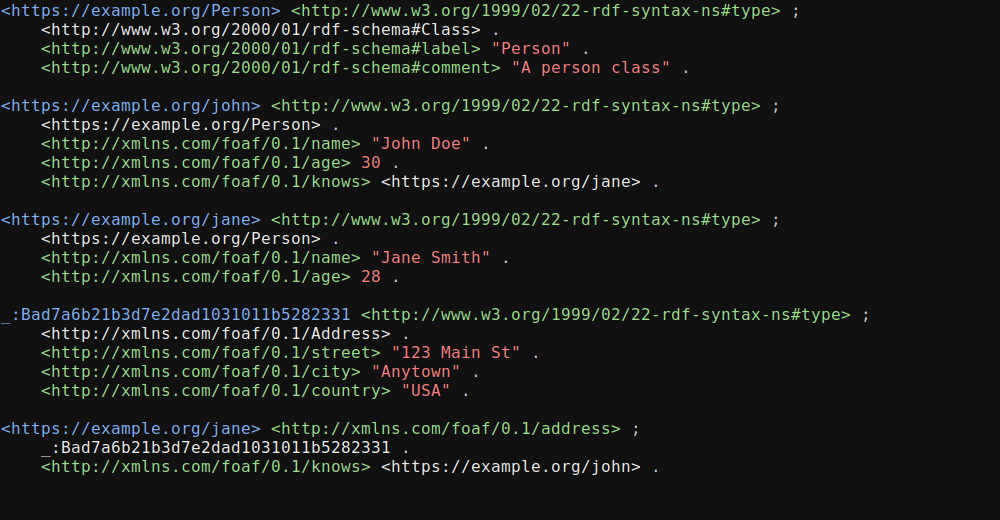 <https://example.org/Person> <http://www.w3.org/1999/02/22-rdf-syntax-ns#type> ;
    <http://www.w3.org/2000/01/rdf-schema#Class> .
    <http://www.w3.org/2000/01/rdf-schema#label> "Person" .
    <http://www.w3.org/2000/01/rdf-schema#comment> "A person class" .

<https://example.org/john> <http://www.w3.org/1999/02/22-rdf-syntax-ns#type> ;
    <https://example.org/Person> .
    <http://xmlns.com/foaf/0.1/name> "John Doe" .
    <http://xmlns.com/foaf/0.1/age> 30 .
    <http://xmlns.com/foaf/0.1/knows> <https://example.org/jane> .

<https://example.org/jane> <http://www.w3.org/1999/02/22-rdf-syntax-ns#type> ;
    <https://example.org/Person> .
    <http://xmlns.com/foaf/0.1/name> "Jane Smith" .
    <http://xmlns.com/foaf/0.1/age> 28 .

_:Bad7a6b21b3d7e2dad1031011b5282331 <http://www.w3.org/1999/02/22-rdf-syntax-ns#type> ;
    <http://xmlns.com/foaf/0.1/Address> .
    <http://xmlns.com/foaf/0.1/street> "123 Main St" .
    <http://xmlns.com/foaf/0.1/city> "Anytown" .
    <http://xmlns.com/foaf/0.1/country> "USA" .

<https://example.org/jane> <http://xmlns.com/foaf/0.1/address> ;
    _:Bad7a6b21b3d7e2dad1031011b5282331 .
    <http://xmlns.com/foaf/0.1/knows> <https://example.org/john> .